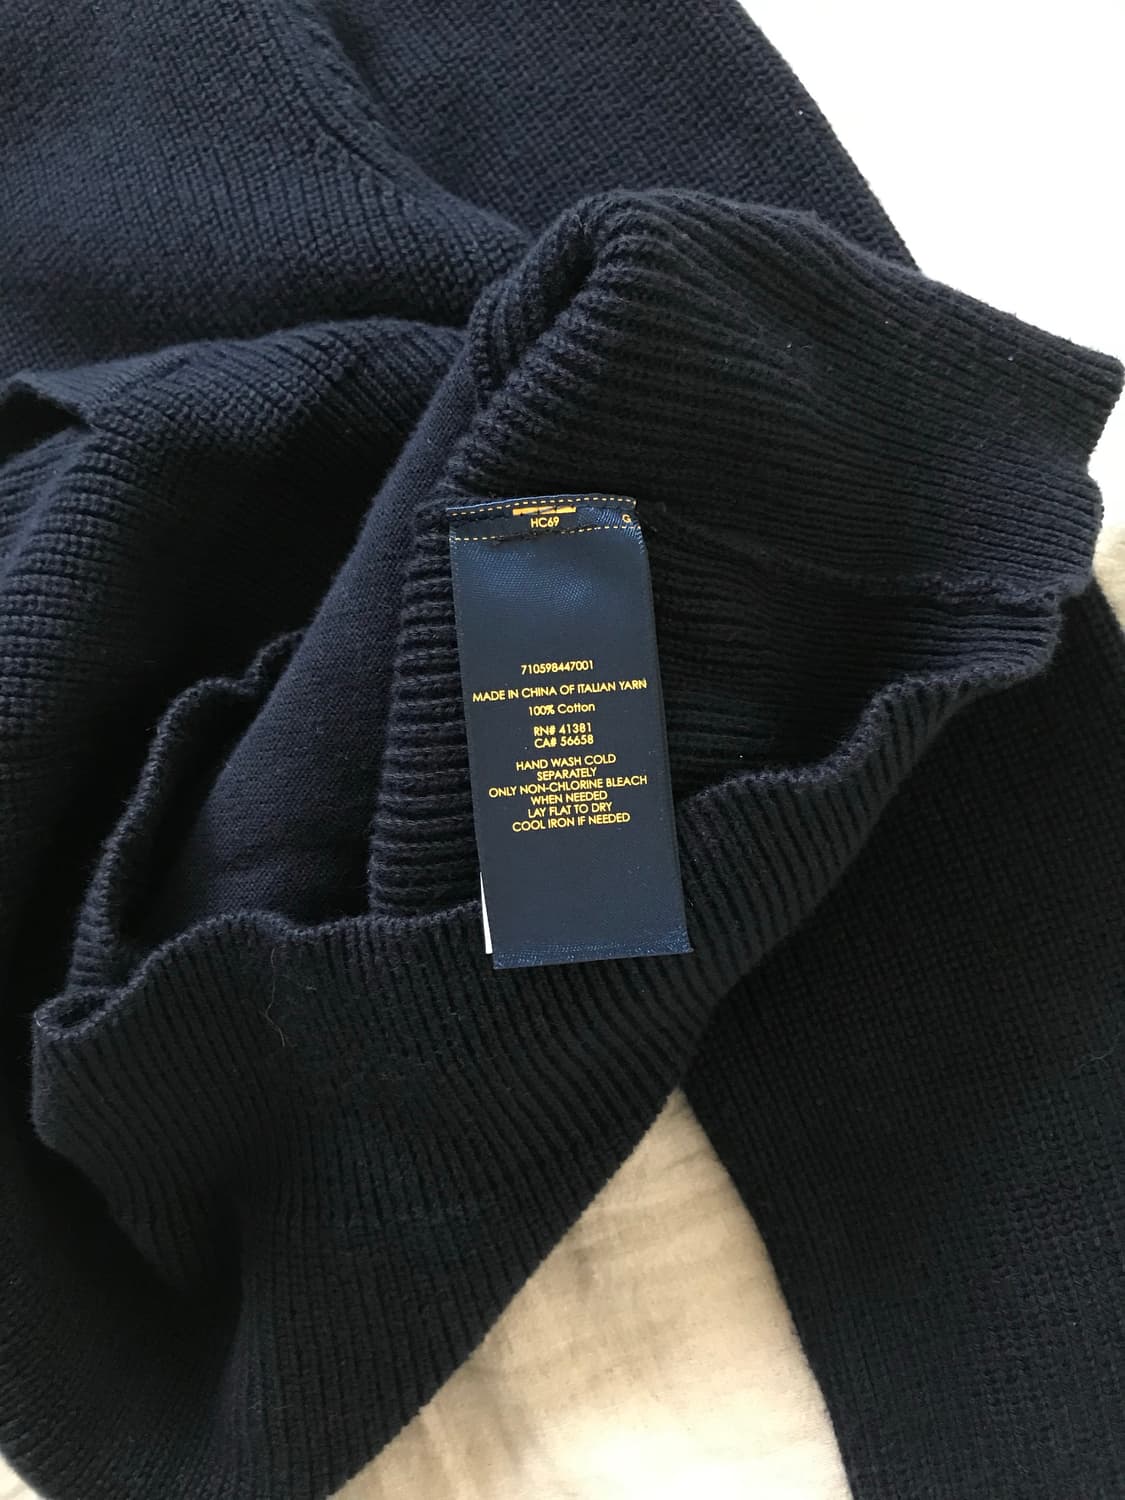 HC69
G
710598447001
MADE IN CHINA OF ITALIAN YARN
100% Cotton
RN# 41381
CA# 56658
HAND WASH COLD
SEPARATELY
ONLY NON-CHLORINE BLEACH
WHEN NEEDED
LAY FLAT TO DRY
COOL IRON IF NEEDED